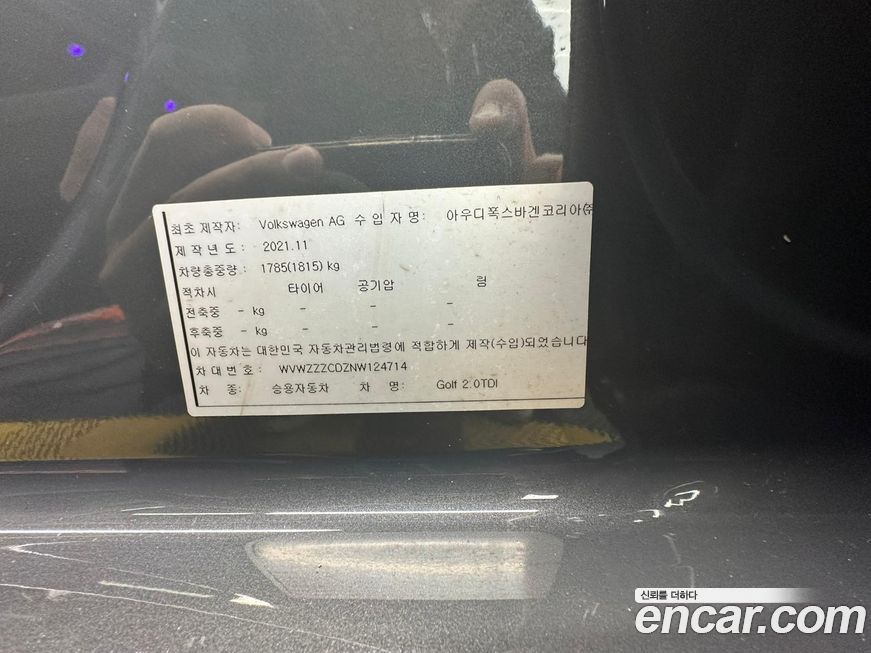 최초 제작자: Volkswagen AG 수 입 자 명: 아우디폭스바겐코리아㈜
제 작 년 도 : 2021.11
차량총중량 : 1785(1815) kg
적차시 타이어 공기압 림
전축중 - kg - - -
후축중 - kg - - -
이 자동차는 대한민국 자동차관리법령에 적합하게 제작(수입)되었습니다
차 대 번 호 : WVWZZZCDZNW124714
차 종: 승용자동차 차 명: Golf 2.0TDI
신뢰를 더하다
encar.com